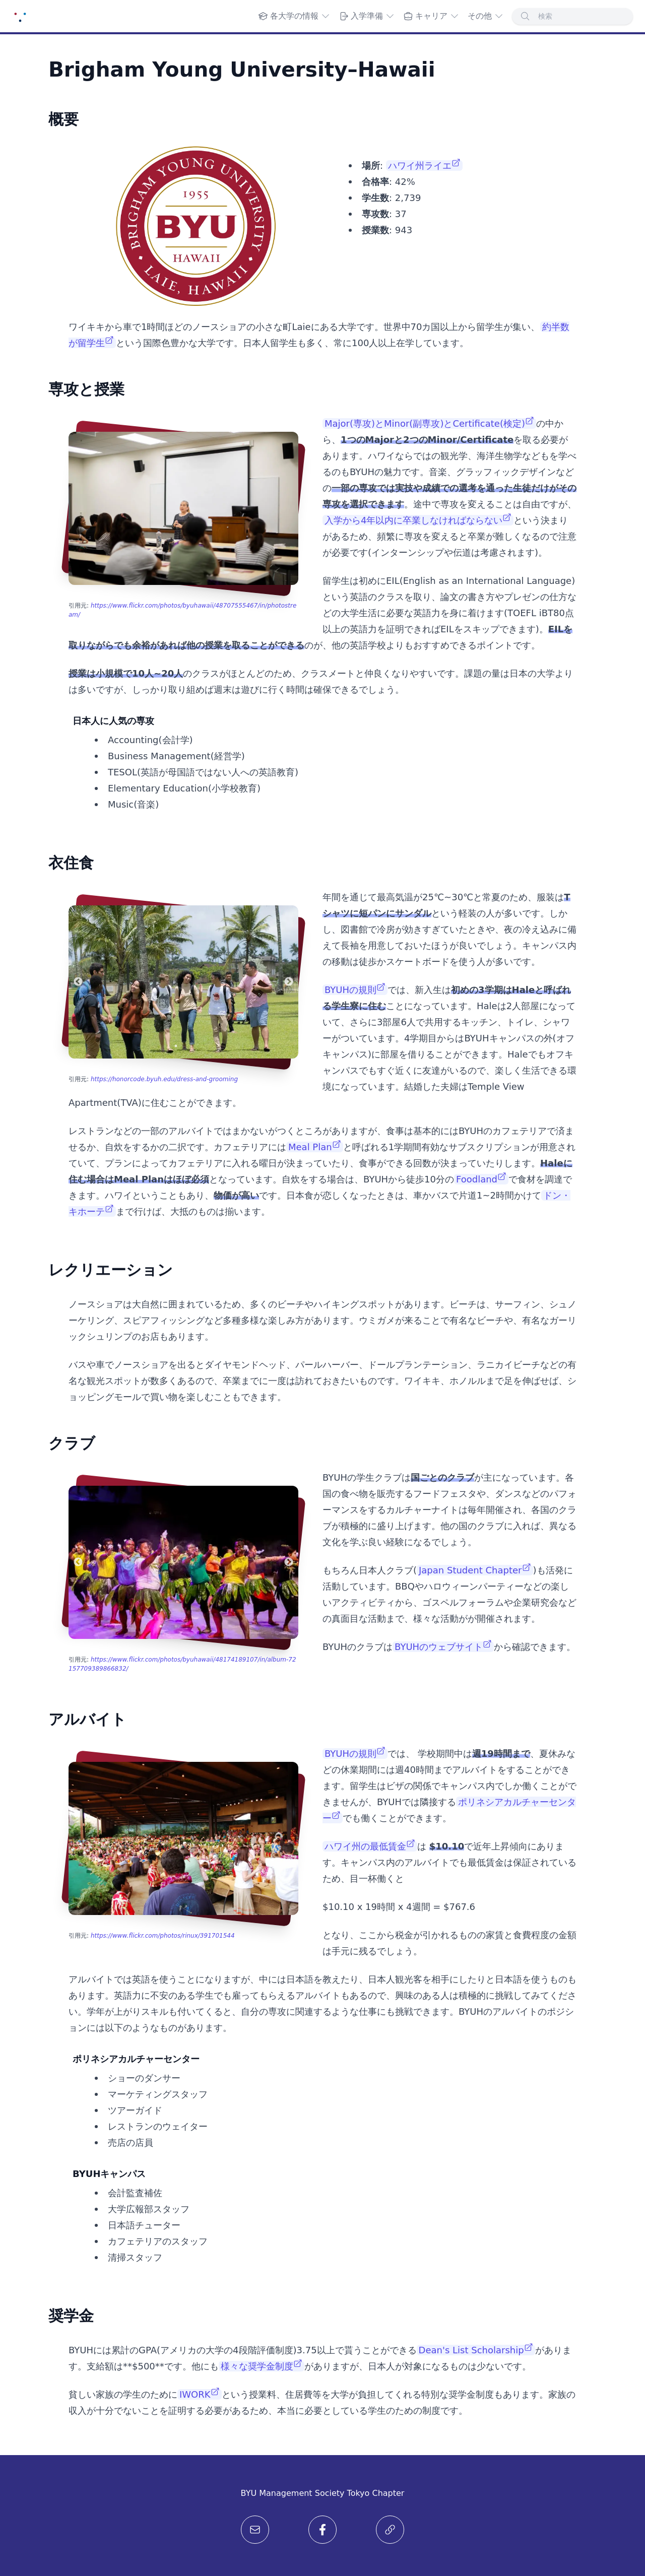 各大学の情報 入学準備 キャリア その他 検索
Brigham Young University–Hawaii
概要
BRIGHAM YOUNG UNIVERSITY
1955
BYU
HAWAII
LAIE, HAWAII
場所: ハワイ州ライエ
合格率: 42%
学生数: 2,739
専攻数: 37
授業数: 943
ワイキキから車で1時間ほどのノースショアの小さな町Laieにある大学です。世界中70カ国以上から留学生が集い、 約半数
が留学生 という国際色豊かな大学です。日本人留学生も多く、常に100人以上在学しています。
専攻と授業
引用元: https://www.flickr.com/photos/byuhawaii/48707555467/in/photostre
am/
Major(専攻)とMinor(副専攻)とCertificate(検定) の中か
ら、1つのMajorと2つのMinor/Certificateを取る必要が
あります。ハワイならではの観光学、海洋生物学などもを学べ
るのもBYUHの魅力です。音楽、グラッフィックデザインなど
の一部の専攻では実技や成績での選考を通った生徒だけがその
専攻を選択できます。途中で専攻を変えることは自由ですが、
入学から4年以内に卒業しなければならない という決まり
があるため、頻繁に専攻を変えると卒業が難しくなるので注意
が必要です(インターンシップや伝道は考慮されます)。
留学生は初めにEIL(English as an International Language)
という英語のクラスを取り、論文の書き方やプレゼンの仕方な
どの大学生活に必要な英語力を身に着けます(TOEFL iBT80点
以上の英語力を証明できればEILをスキップできます)。EILを
取りながらでも余裕があれば他の授業を取ることができるのが、他の英語学校よりもおすすめできるポイントです。
授業は小規模で10人~20人のクラスがほとんどのため、クラスメートと仲良くなりやすいです。課題の量は日本の大学より
は多いですが、しっかり取り組めば週末は遊びに行く時間は確保できるでしょう。
日本人に人気の専攻
Accounting(会計学)
Business Management(経営学)
TESOL(英語が母国語ではない人への英語教育)
Elementary Education(小学校教育)
Music(音楽)
衣住食
引用元: https://honorcode.byuh.edu/dress-and-grooming
年間を通じて最高気温が25℃~30℃と常夏のため、服装はT
シャツに短パンにサンダルという軽装の人が多いです。しか
し、図書館で冷房が効きすぎていたときや、夜の冷え込みに備
えて長袖を用意しておいたほうが良いでしょう。キャンパス内
の移動は徒歩かスケートボードを使う人が多いです。
BYUHの規則 では、新入生は初めの3学期はHaleと呼ばれ
る学生寮に住むことになっています。Haleは2人部屋になって
いて、さらに3部屋6人で共用するキッチン、トイレ、シャワ
ーがついています。4学期目からはBYUHキャンパスの外(オフ
キャンパス)に部屋を借りることができます。Haleでもオフキ
ャンパスでもすぐ近くに友達がいるので、楽しく生活できる環
境になっています。結婚した夫婦はTemple View
Apartment(TVA)に住むことができます。
レストランなどの一部のアルバイトではまかないがつくところがありますが、食事は基本的にはBYUHのカフェテリアで済ま
せるか、自炊をするかの二択です。カフェテリアには Meal Plan と呼ばれる1学期間有効なサブスクリプションが用意され
ていて、プランによってカフェテリアに入れる曜日が決まっていたり、食事ができる回数が決まっていたりします。Haleに
住む場合はMeal Planはほぼ必須となっています。自炊をする場合は、BYUHから徒歩10分の Foodland で食材を調達で
きます。ハワイということもあり、物価が高いです。日本食が恋しくなったときは、車かバスで片道1~2時間かけて ドン・
キホーテ まで行けば、大抵のものは揃います。
レクリエーション
ノースショアは大自然に囲まれているため、多くのビーチやハイキングスポットがあります。ビーチは、サーフィン、シュノ
ーケリング、スピアフィッシングなど多種多様な楽しみ方があります。ウミガメが来ることで有名なビーチや、有名なガーリ
ックシュリンプのお店もあります。
バスや車でノースショアを出るとダイヤモンドヘッド、パールハーバー、ドールプランテーション、ラニカイビーチなどの有
名な観光スポットが数多くあるので、卒業までに一度は訪れておきたいものです。ワイキキ、ホノルルまで足を伸ばせば、シ
ョッピングモールで買い物を楽しむこともできます。
クラブ
引用元: https://www.flickr.com/photos/byuhawaii/48174189107/in/album-72
157709389866832/
BYUHの学生クラブは国ごとのクラブが主になっています。各
国の食べ物を販売するフードフェスタや、ダンスなどのパフォ
ーマンスをするカルチャーナイトは毎年開催され、各国のクラ
ブが積極的に盛り上げます。他の国のクラブに入れば、異なる
文化を学ぶ良い経験になるでしょう。
もちろん日本人クラブ( Japan Student Chapter )も活発に
活動しています。BBQやハロウィーンパーティーなどの楽し
いアクティビティから、ゴスペルフォーラムや企業研究会など
の真面目な活動まで、様々な活動がが開催されます。
BYUHのクラブは BYUHのウェブサイト から確認できます。
アルバイト
引用元: https://www.flickr.com/photos/rinux/391701544
BYUHの規則 では、 学校期間中は週19時間まで、夏休みな
どの休業期間には週40時間までアルバイトをすることができ
ます。留学生はビザの関係でキャンパス内でしか働くことがで
きませんが、BYUHでは隣接する ポリネシアカルチャーセンタ
ー でも働くことができます。
ハワイ州の最低賃金 は $10.10で近年上昇傾向にありま
す。キャンパス内のアルバイトでも最低賃金は保証されている
ため、目一杯働くと
$10.10 x 19時間 x 4週間 = $767.6
となり、ここから税金が引かれるものの家賃と食費程度の金額
は手元に残るでしょう。
アルバイトでは英語を使うことになりますが、中には日本語を教えたり、日本人観光客を相手にしたりと日本語を使うものも
あります。英語力に不安のある学生でも雇ってもらえるアルバイトもあるので、興味のある人は積極的に挑戦してみてくださ
い。学年が上がりスキルも付いてくると、自分の専攻に関連するような仕事にも挑戦できます。BYUHのアルバイトのポジシ
ョンには以下のようなものがあります。
ポリネシアカルチャーセンター
ショーのダンサー
マーケティングスタッフ
ツアーガイド
レストランのウェイター
売店の店員
BYUHキャンパス
会計監査補佐
大学広報部スタッフ
日本語チューター
カフェテリアのスタッフ
清掃スタッフ
奨学金
BYUHには累計のGPA(アメリカの大学の4段階評価制度)3.75以上で貰うことができる Dean's List Scholarship がありま
す。支給額は**$500**です。他にも 様々な奨学金制度 がありますが、日本人が対象になるものは少ないです。
貧しい家族の学生のために IWORK という授業料、住居費等を大学が負担してくれる特別な奨学金制度もあります。家族の
収入が十分でないことを証明する必要があるため、本当に必要としている学生のための制度です。
BYU Management Society Tokyo Chapter